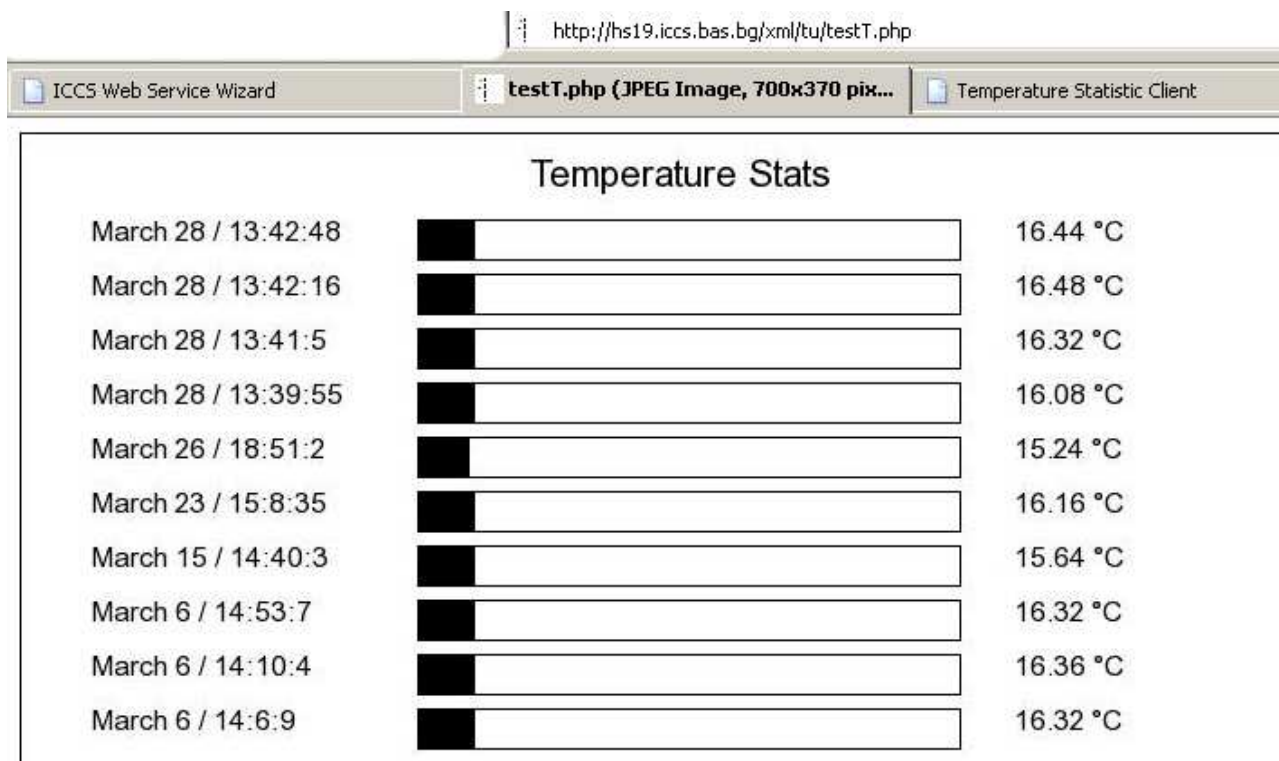 http://hs19.iccs.bas.bg/xml/tu/testT.php
ICCS Web Service Wizard testT.php (JPEG Image, 700x370 pix... Temperature Statistic Client
Temperature Stats
March 28 / 13:42:48 16.44 °C
March 28 / 13:42:16 16.48 °C
March 28 / 13:41:5 16.32 °C
March 28 / 13:39:55 16.08 °C
March 26 / 18:51:2 15.24 °C
March 23 / 15:8:35 16.16 °C
March 15 / 14:40:3 15.64 °C
March 6 / 14:53:7 16.32 °C
March 6 / 14:10:4 16.36 °C
March 6 / 14:6:9 16.32 °C